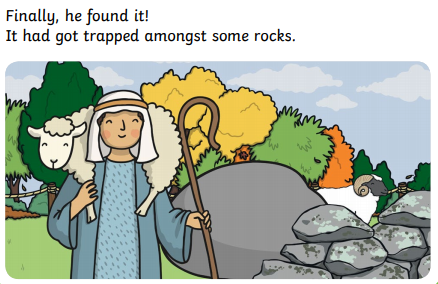 Finally, he found it!
It had got trapped amongst some rocks.